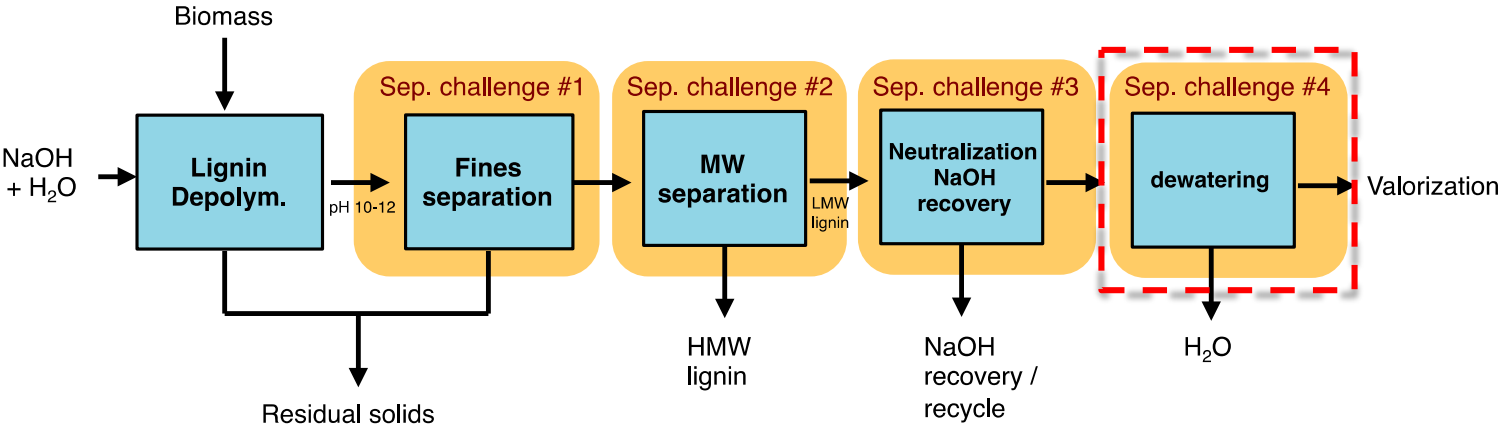 Biomass
NaOH
+ H₂O
Lignin
Depolym.
pH 10-12
Sep. challenge #1
Fines
separation
Residual solids
Sep. challenge #2
MW
separation
LMW
lignin
HMW
lignin
Sep. challenge #3
Neutralization
NaOH
recovery
NaOH
recovery /
recycle
Sep. challenge #4
dewatering
H₂O
Valorization